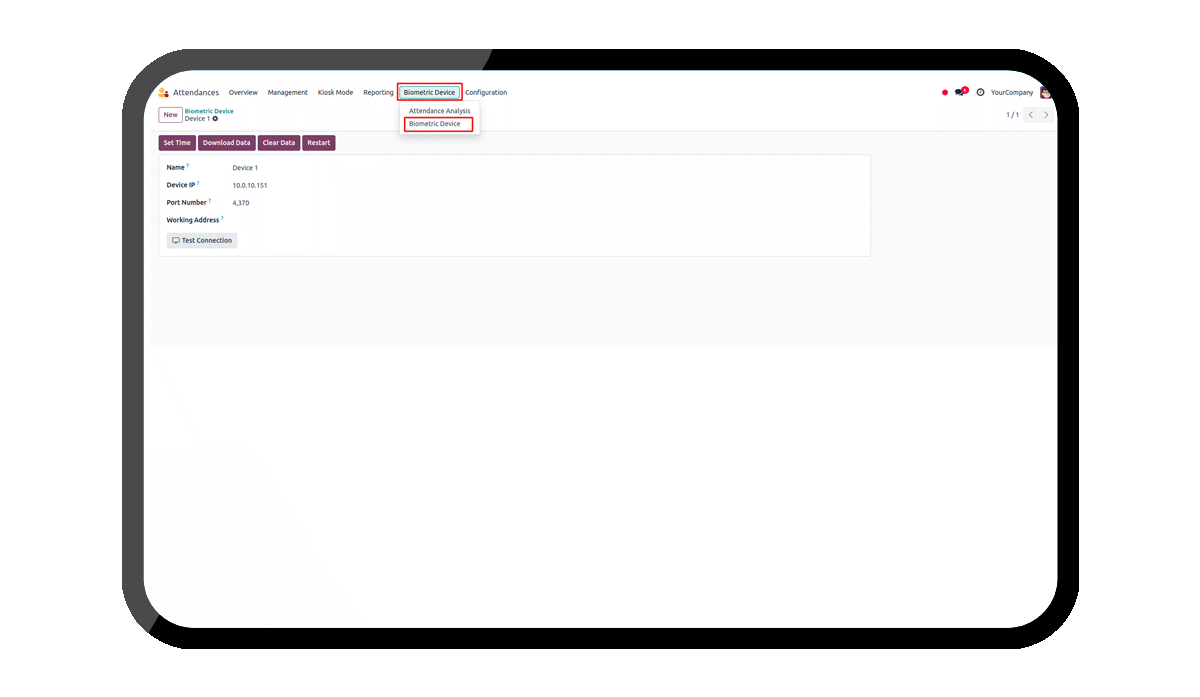 Attendances Overview Management Kiosk Mode Reporting Biometric Device Configuration YourCompany
New Biometric Device
Device 1
1 / 1
Attendance Analysis
Biometric Device
Set Time Download Data Clear Data Restart
Name ? Device 1
Device IP ? 10.0.10.151
Port Number ? 4,370
Working Address ?
Test Connection